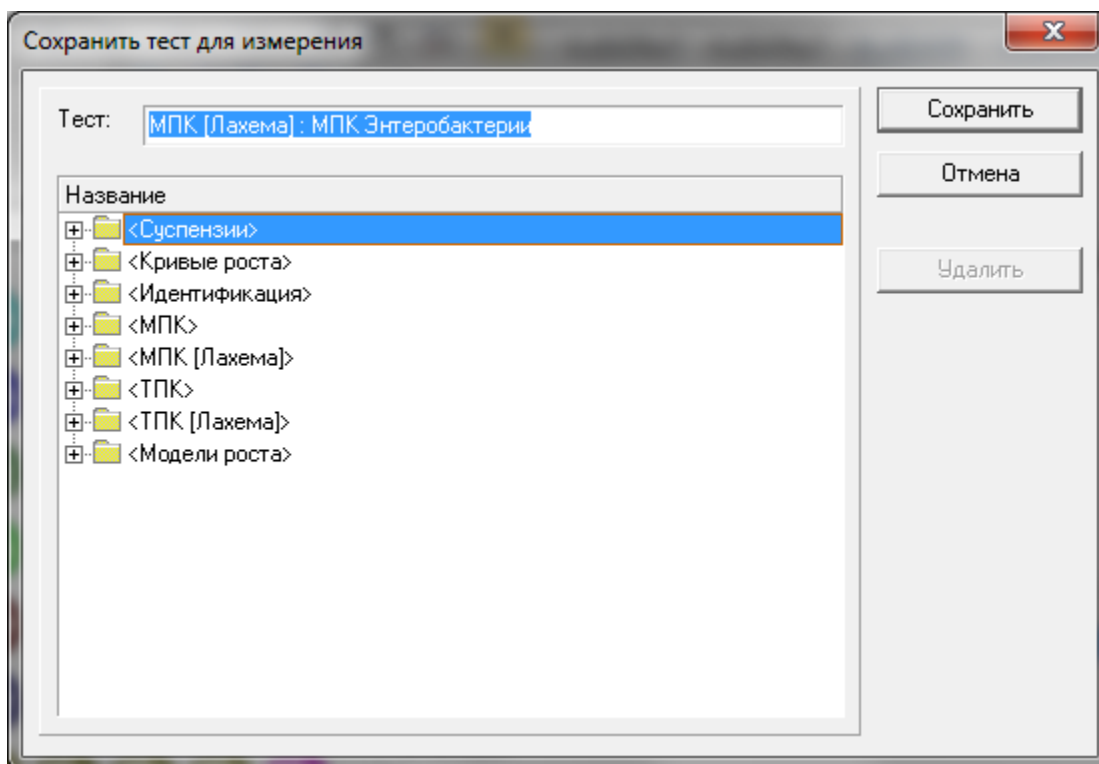 Сохранить тест для измерения
Тест:
МПК [Лахема] : МПК Энтеробактерии
Сохранить
Отмена
Удалить
Название
<Суспензии>
<Кривые роста>
<Идентификация>
<МПК>
<МПК [Лахема]>
<ТПК>
<ТПК [Лахема]>
<Модели роста>